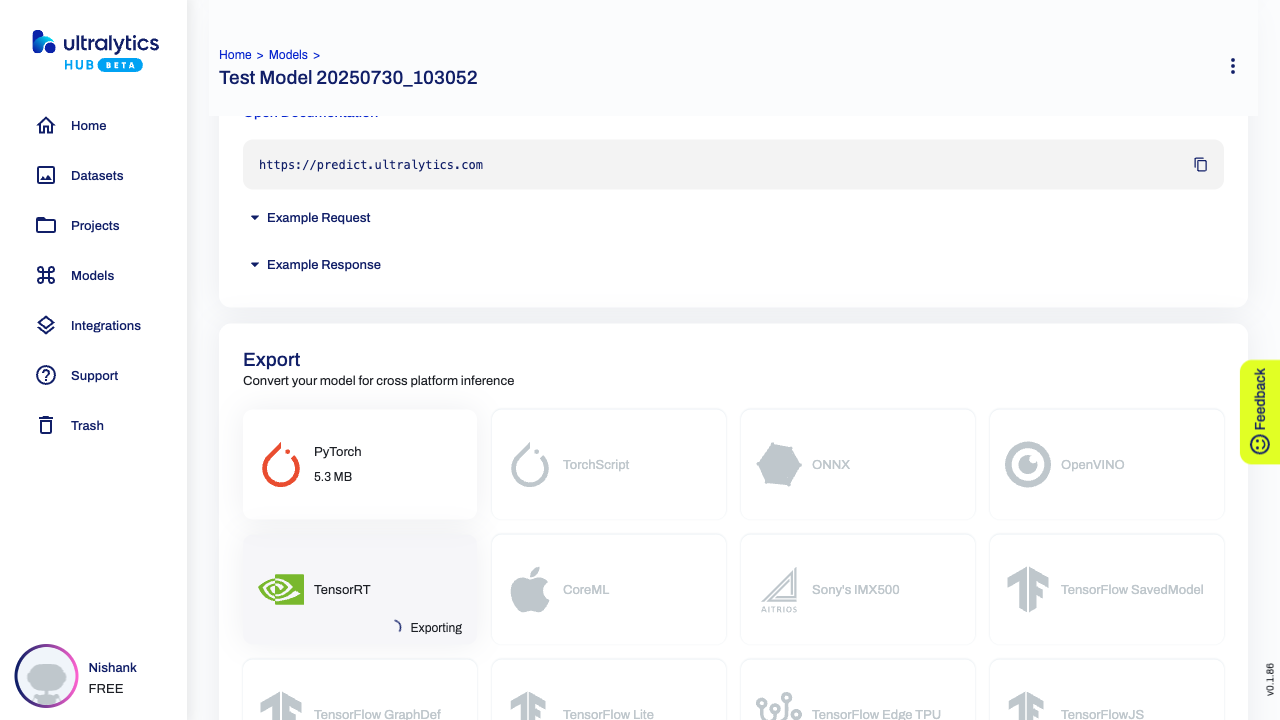 ultralytics
HUB BETA
Home
Datasets
Projects
Models
Integrations
Support
Trash
Nishank
FREE
Home > Models >
Test Model 20250730_103052
Open Documentation
https://predict.ultralytics.com
Example Request
Example Response
Export
Convert your model for cross platform inference
PyTorch
5.3 MB
TorchScript
ONNX
OpenVINO
TensorRT
Exporting
CoreML
AITRIOS
Sony's IMX500
TensorFlow SavedModel
TensorFlow GraphDef
TensorFlow Lite
TensorFlow Edge TPU
TensorFlowJS
Feedback
v0.1.86